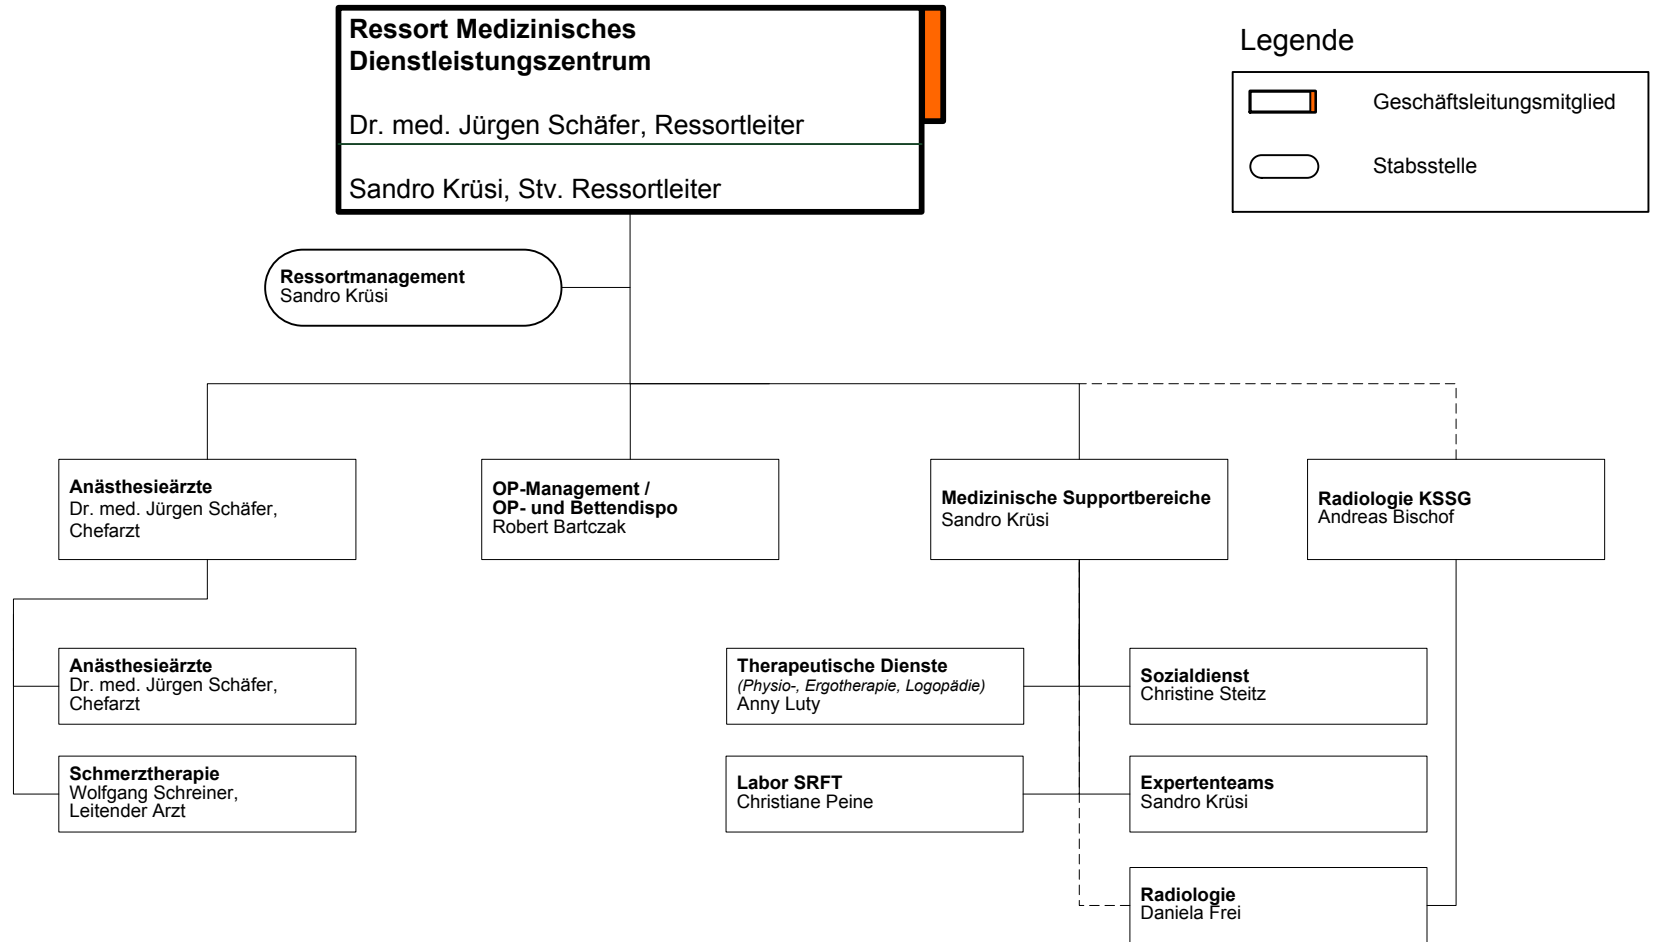 Ressort Medizinisches
Dienstleistungszentrum
Dr. med. Jürgen Schäfer, Ressortleiter
Sandro Krüsi, Stv. Ressortleiter
Legende
Geschäftsleitungsmitglied
Stabsstelle
Ressortmanagement
Sandro Krüsi
Anästhesieärzte
Dr. med. Jürgen Schäfer,
Chefarzt
OP-Management /
OP- und Bettendispo
Robert Bartczak
Medizinische Supportbereiche
Sandro Krüsi
Radiologie KSSG
Andreas Bischof
Anästhesieärzte
Dr. med. Jürgen Schäfer,
Chefarzt
Therapeutische Dienste
(Physio-, Ergotherapie, Logopädie)
Anny Luty
Sozialdienst
Christine Steitz
Schmerztherapie
Wolfgang Schreiner,
Leitender Arzt
Labor SRFT
Christiane Peine
Expertenteams
Sandro Krüsi
Radiologie
Daniela Frei